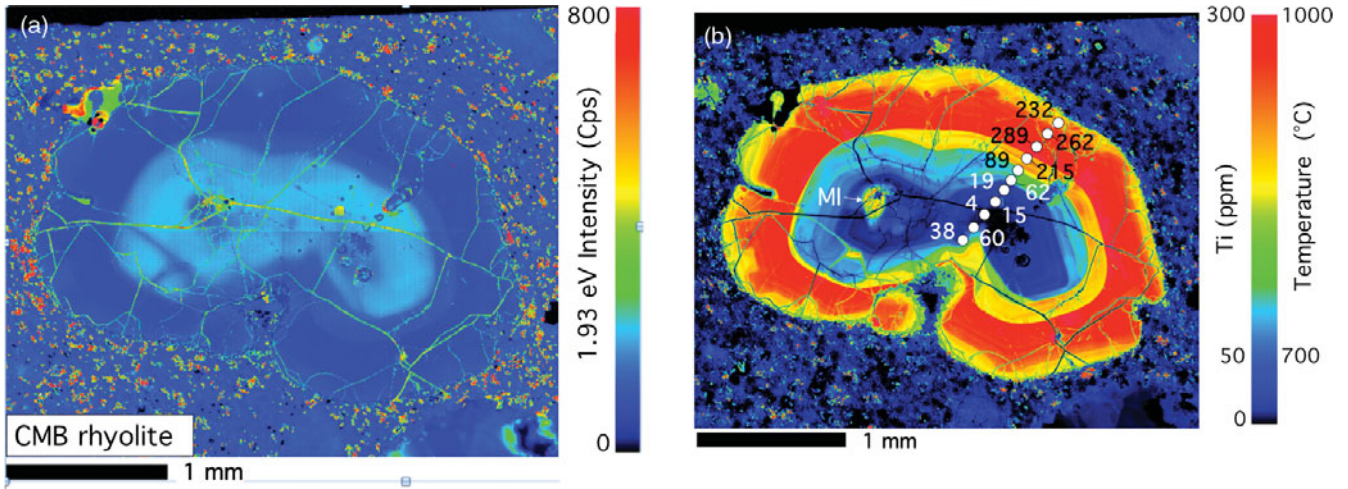 (a)
800
1.93 eV Intensity (Cps)
0
CMB rhyolite
1 mm
(b)
300
1000
232
289
262
89
215
19
62
MI
4
15
38
60
Ti (ppm)
Temperature (°C)
50
700
0
1 mm